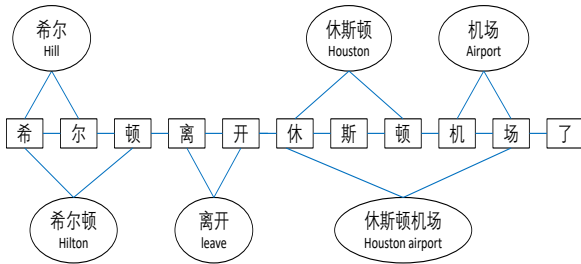 希尔
Hill
休斯顿
Houston
机场
Airport
希 尔 顿 离 开 休 斯 顿 机 场 了
希尔顿
Hilton
离开
leave
休斯顿机场
Houston airport